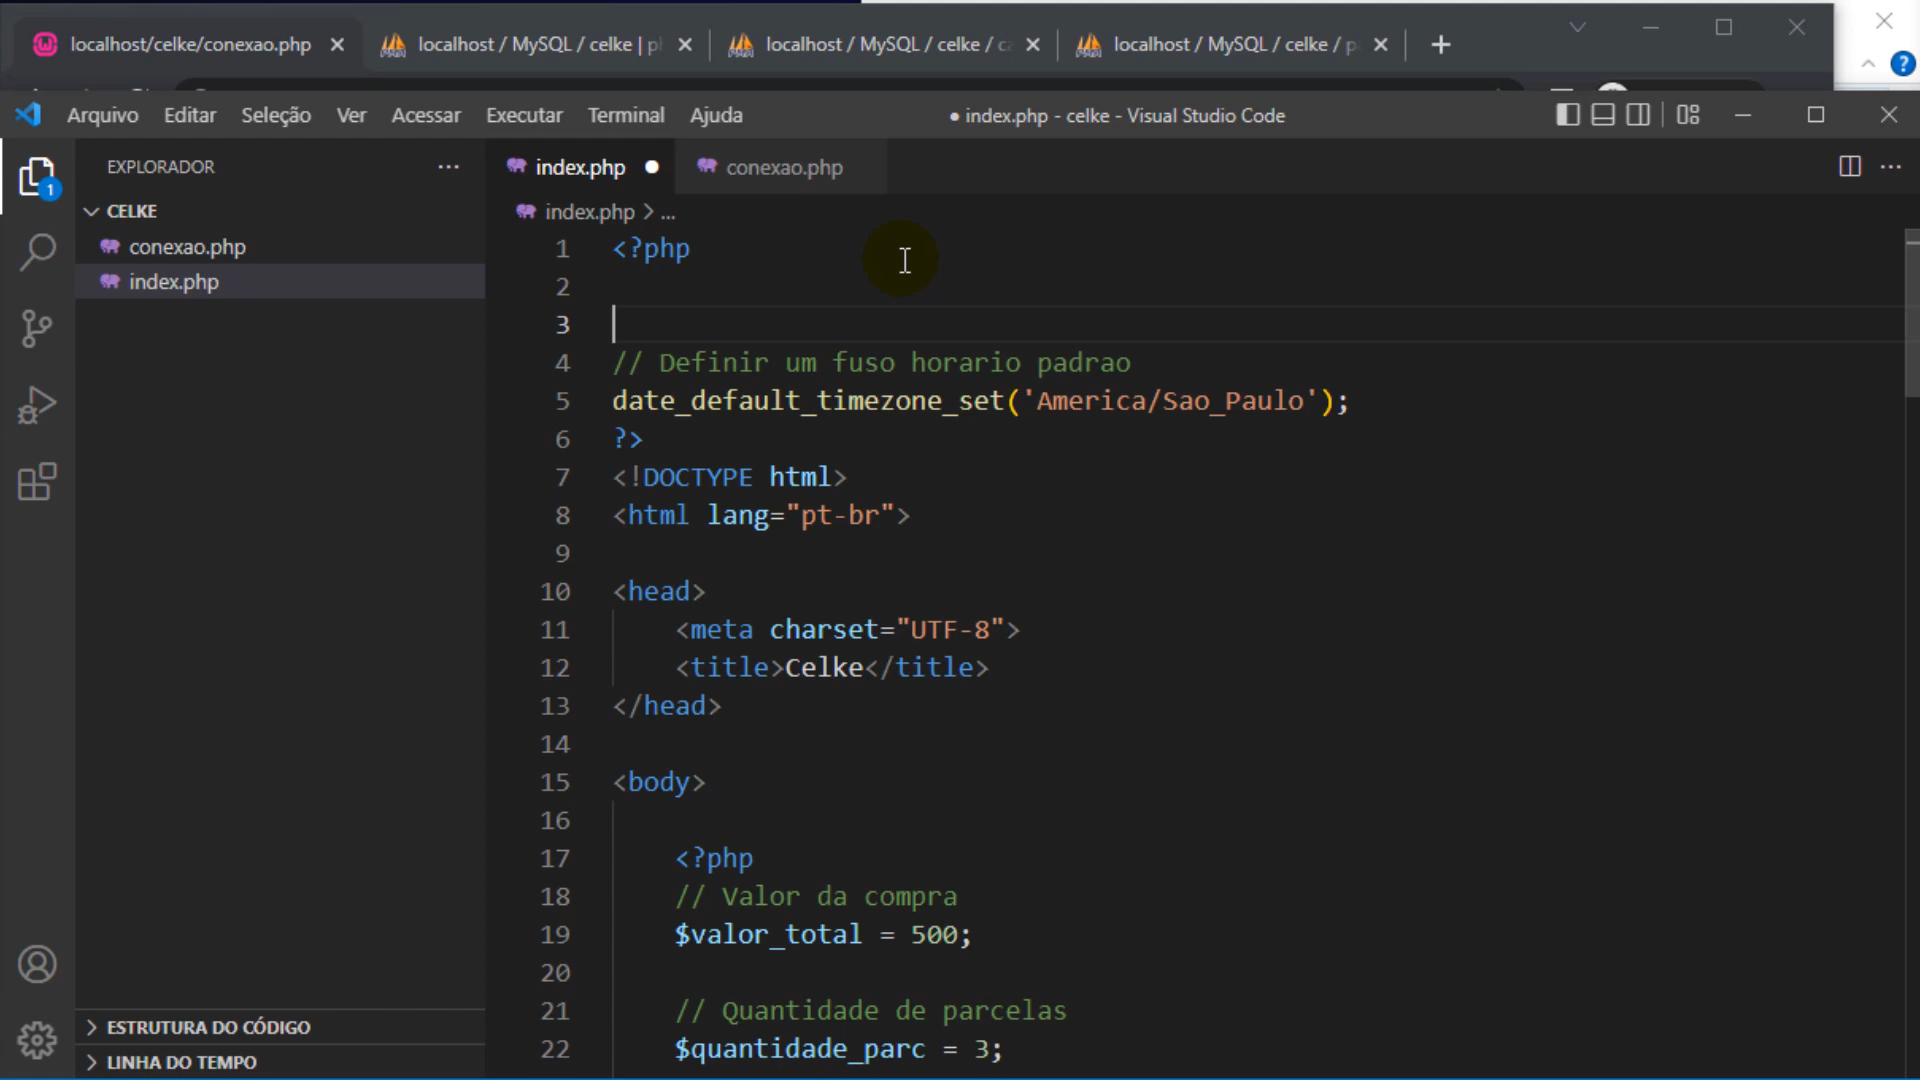 localhost/celke/conexao.php
localhost / MySQL / celke |
localhost / MySQL / celke /
localhost / MySQL / celke /
Arquivo Editar Seleção Ver Acessar Executar Terminal Ajuda
● index.php - celke - Visual Studio Code
EXPLORADOR
1
CELKE
conexao.php
index.php
ESTRUTURA DO CÓDIGO
LINHA DO TEMPO
index.php
conexao.php
index.php > ...
1 <?php
2
3
4 // Definir um fuso horario padrao
5 date_default_timezone_set('America/Sao_Paulo');
6 ?>
7 <!DOCTYPE html>
8 <html lang="pt-br">
9
10 <head>
11 <meta charset="UTF-8">
12 <title>Celke</title>
13 </head>
14
15 <body>
16
17 <?php
18 // Valor da compra
19 $valor_total = 500;
20
21 // Quantidade de parcelas
22 $quantidade_parc = 3;